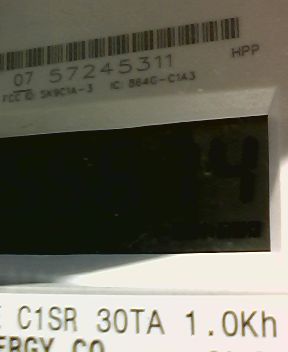 HPP
07 57245311
FCC ID: SK9C1A-3 IC: 864G-C1A3
4
C1SR 30TA 1.0Kh
ERGY CO